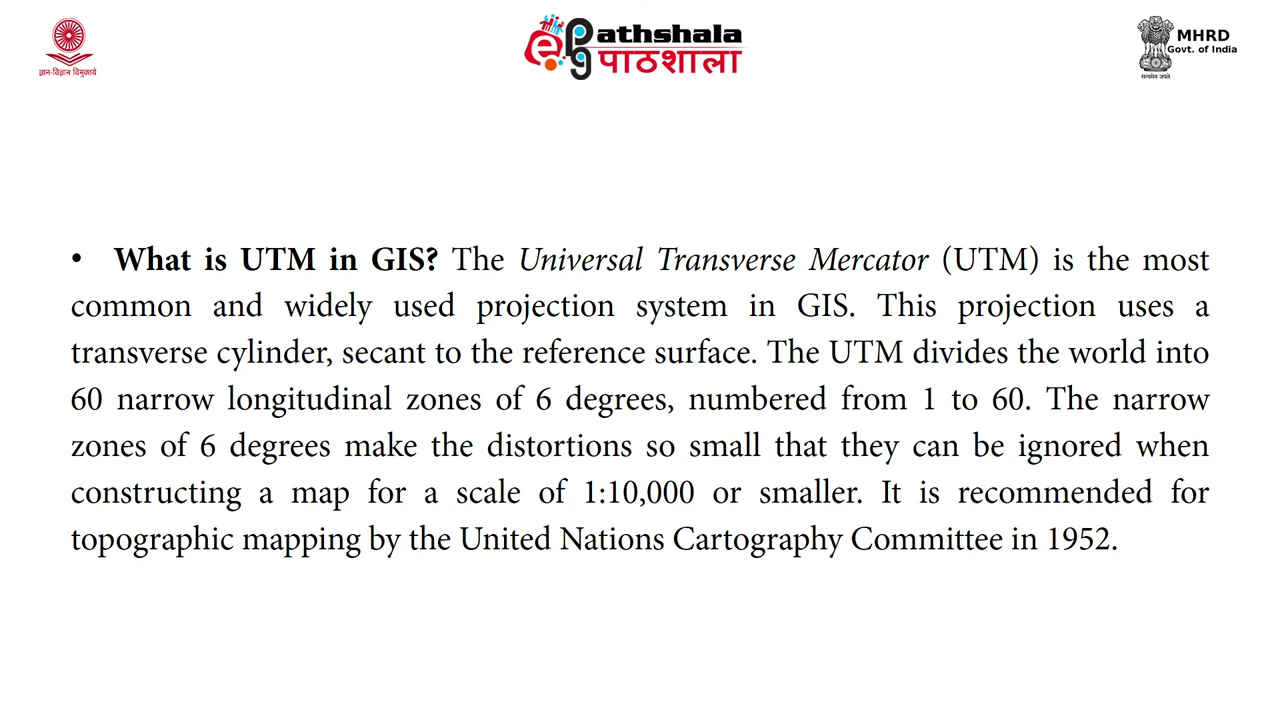 ज्ञान-विज्ञान विमुक्तये
e Pathshala
पाठशाला
MHRD
Govt. of India
सत्यमेव जयते
• What is UTM in GIS? The Universal Transverse Mercator (UTM) is the most
common and widely used projection system in GIS. This projection uses a
transverse cylinder, secant to the reference surface. The UTM divides the world into
60 narrow longitudinal zones of 6 degrees, numbered from 1 to 60. The narrow
zones of 6 degrees make the distortions so small that they can be ignored when
constructing a map for a scale of 1:10,000 or smaller. It is recommended for
topographic mapping by the United Nations Cartography Committee in 1952.